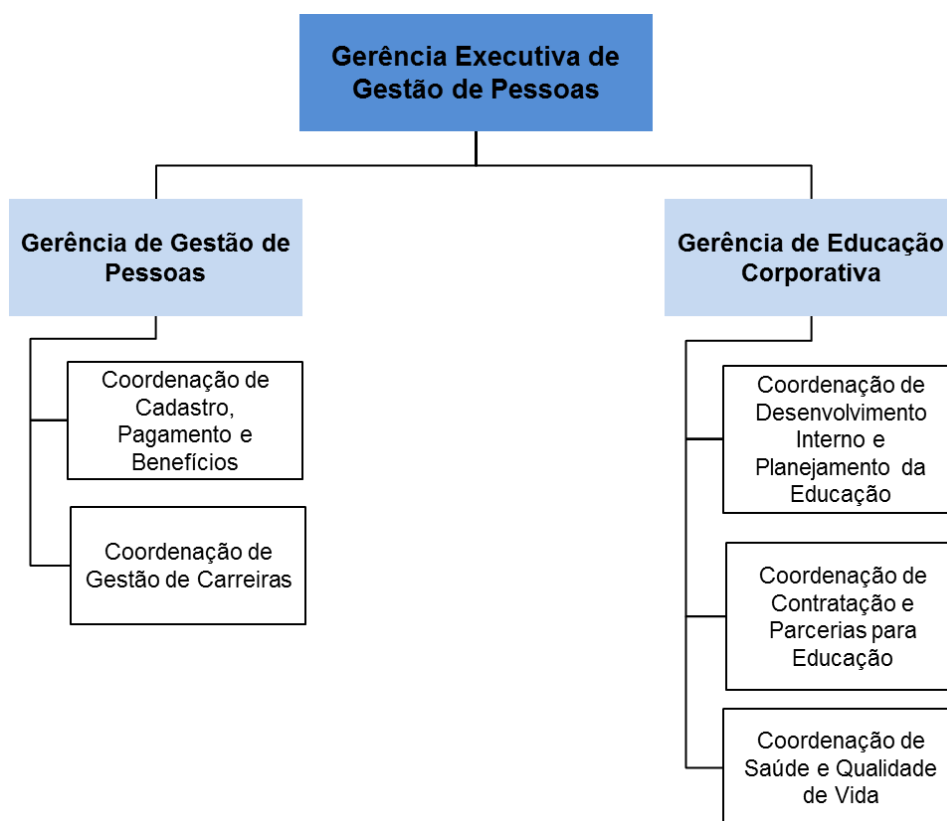 Gerência Executiva de
Gestão de Pessoas
Gerência de Gestão de
Pessoas
Gerência de Educação
Corporativa
Coordenação de
Cadastro,
Pagamento e
Benefícios
Coordenação de
Gestão de Carreiras
Coordenação de
Desenvolvimento
Interno e
Planejamento da
Educação
Coordenação de
Contratação e
Parcerias para
Educação
Coordenação de
Saúde e Qualidade
de Vida